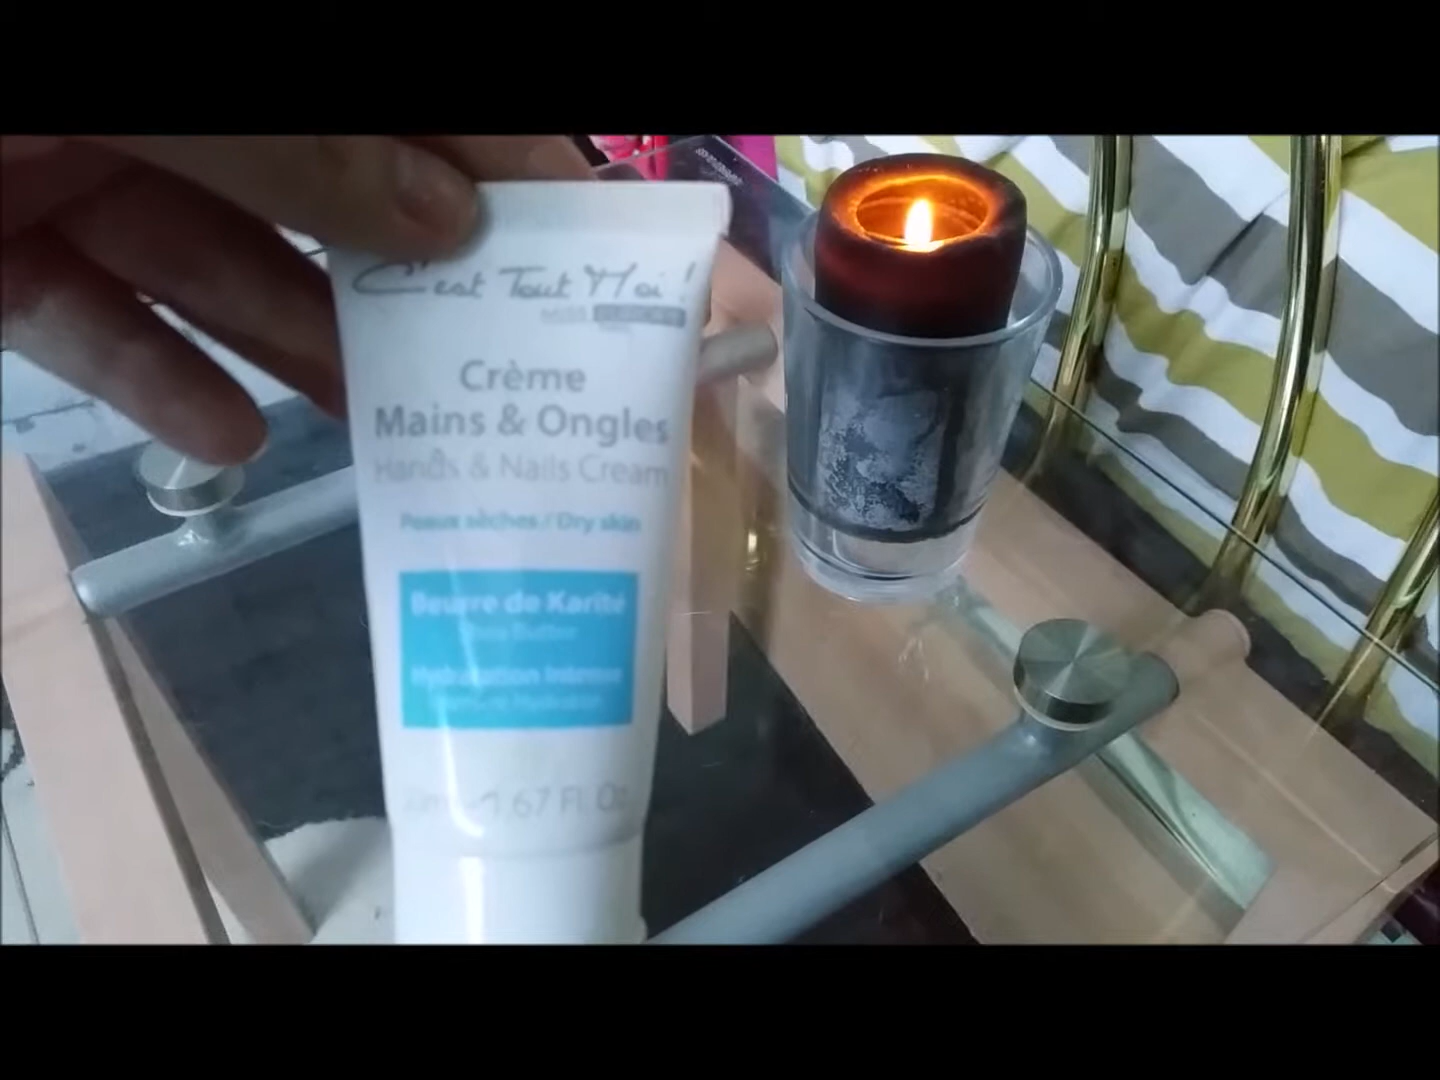 C'est Tout Moi !
Crème
Mains & Ongles
Hands & Nails Cream
Peaux sèches / Dry skin
Beurre de Karité
Shea Butter
Hydratation Intense
1.67 Fl. Oz